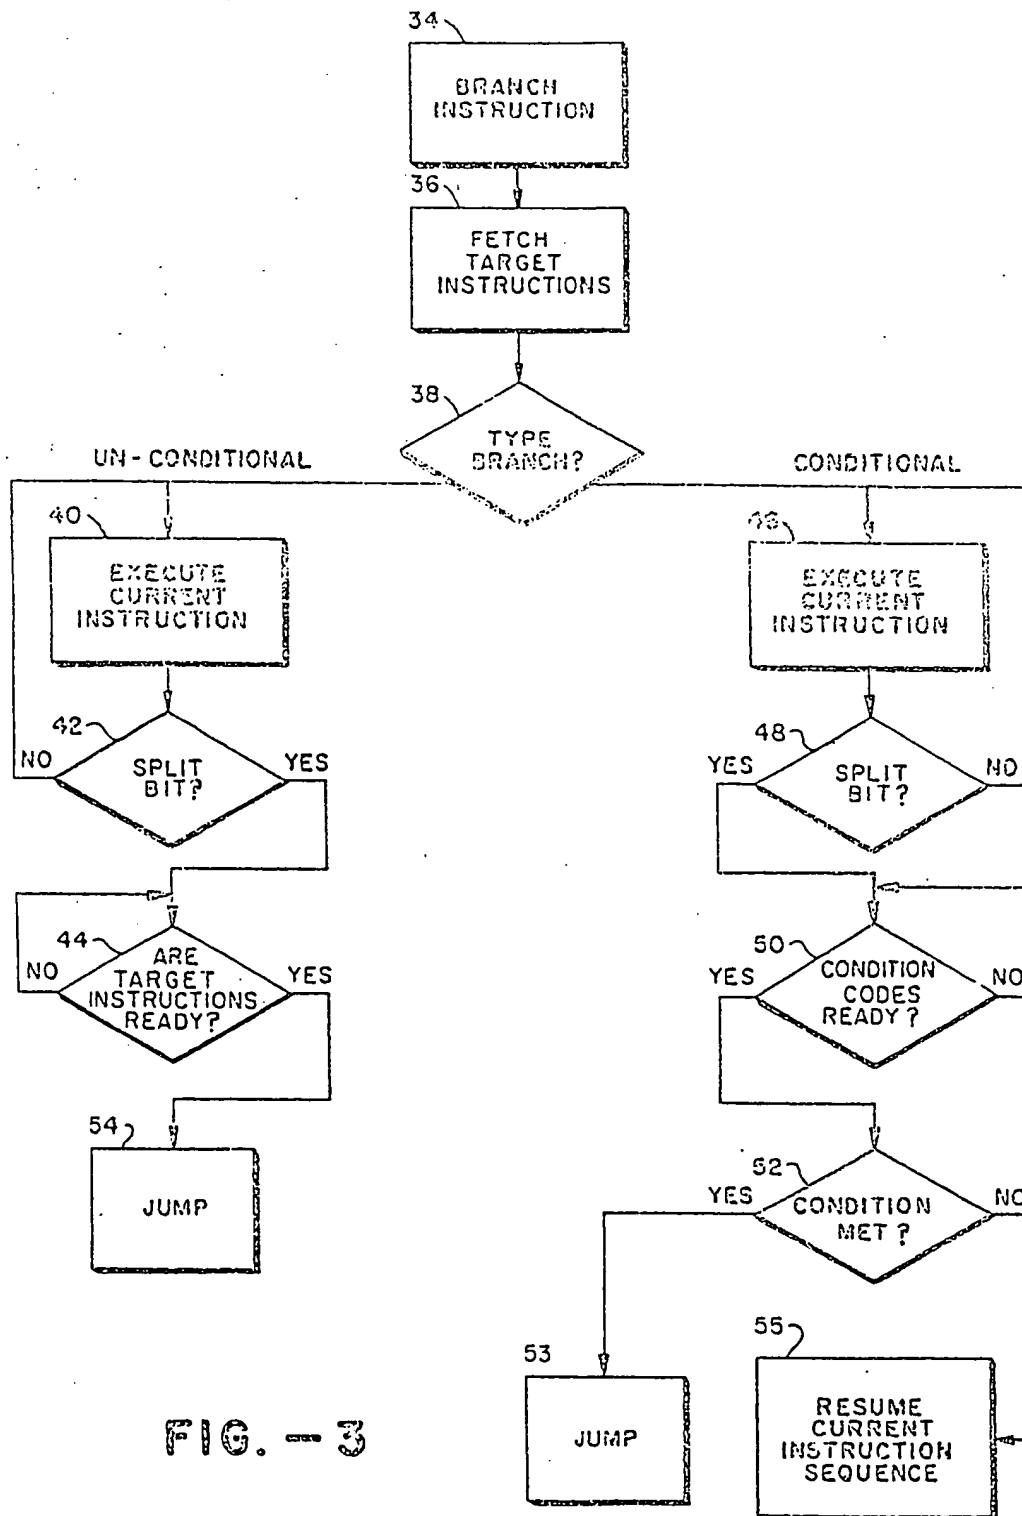 34
BRANCH
INSTRUCTION
36
FETCH
TARGET
INSTRUCTIONS
38
TYPE
BRANCH?
UN-CONDITIONAL
CONDITIONAL
40
EXECUTE
CURRENT
INSTRUCTION
46
EXECUTE
CURRENT
INSTRUCTION
42
NO
SPLIT
BIT?
YES
48
YES
SPLIT
BIT?
NO
44
NO
ARE
TARGET
INSTRUCTIONS
READY?
YES
50
YES
CONDITION
CODES
READY?
NO
54
JUMP
52
YES
CONDITION
MET?
NO
53
JUMP
55
RESUME
CURRENT
INSTRUCTION
SEQUENCE
FIG.-3